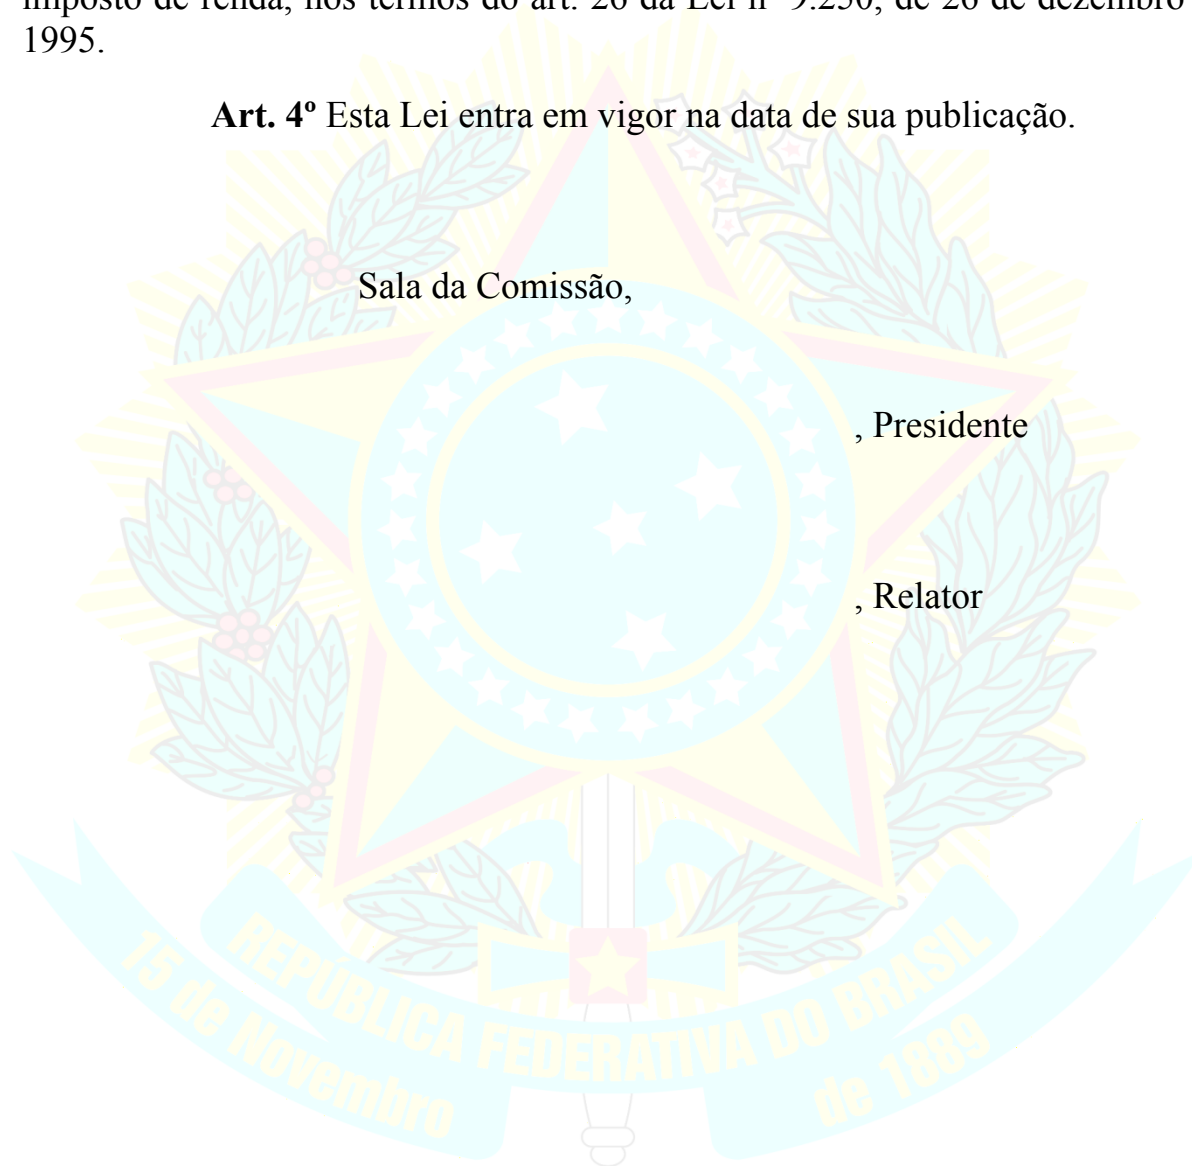 imposto de renda, nos termos do art. 26 da Lei nº 9.250, de 26 de dezembro
1995.
Art. 4º Esta Lei entra em vigor na data de sua publicação.
Sala da Comissão,
, Presidente
, Relator
REPÚBLICA FEDERATIVA DO BRASIL
15 de Novembro
de 1889